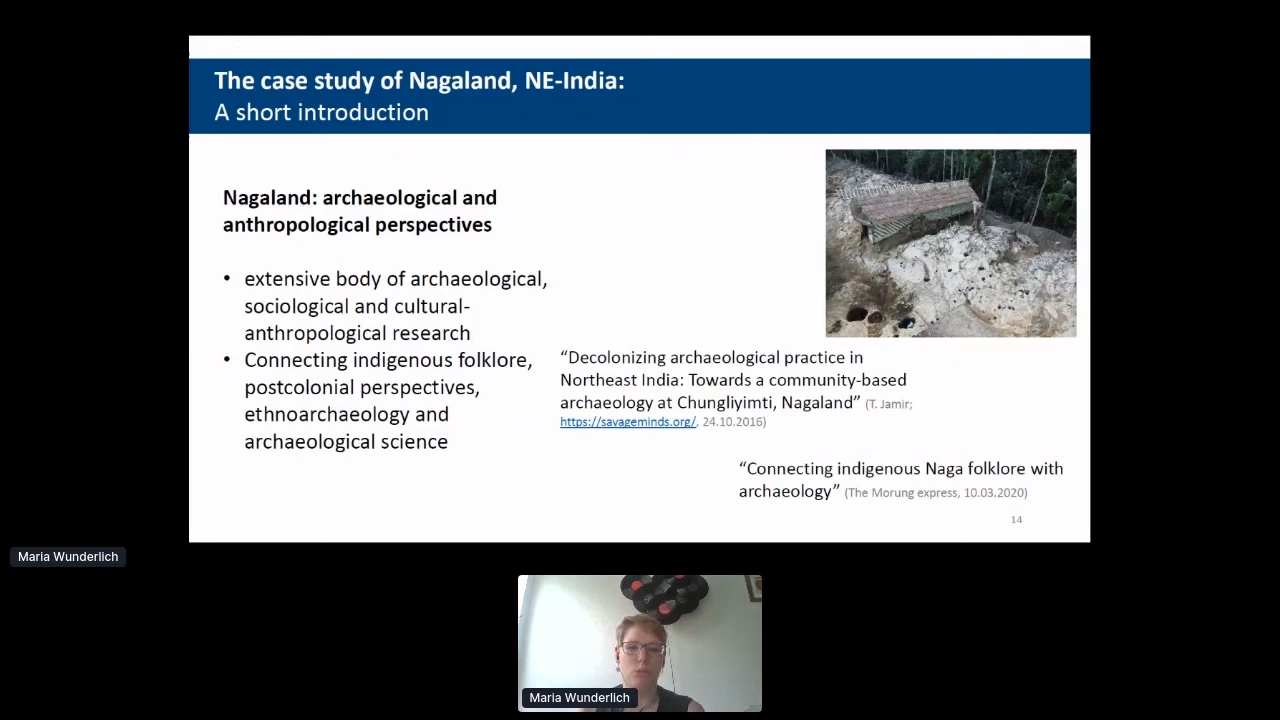 The case study of Nagaland, NE-India:
A short introduction
Nagaland: archaeological and
anthropological perspectives
• extensive body of archaeological,
sociological and cultural-
anthropological research
• Connecting indigenous folklore,
postcolonial perspectives,
ethnoarchaeology and
archaeological science
“Decolonizing archaeological practice in
Northeast India: Towards a community-based
archaeology at Chungliyimti, Nagaland” (T. Jamir;
https://savageminds.org/, 24.10.2016)
“Connecting indigenous Naga folklore with
archaeology” (The Morung express, 10.03.2020)
14
Maria Wunderlich
Maria Wunderlich